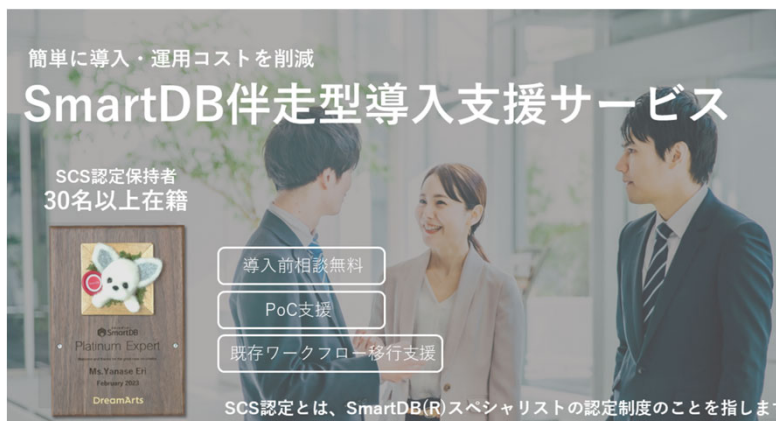 簡単に導入・運用コストを削減
SmartDB伴走型導入支援サービス
SCS認定保持者
30名以上在籍
導入前相談無料
PoC支援
既存ワークフロー移行支援
SmartDB
Platinum Expert
Ms.Yanase Eri
February 2023
DreamArts
SCS認定とは、SmartDB(R)スペシャリストの認定制度のことを指しま